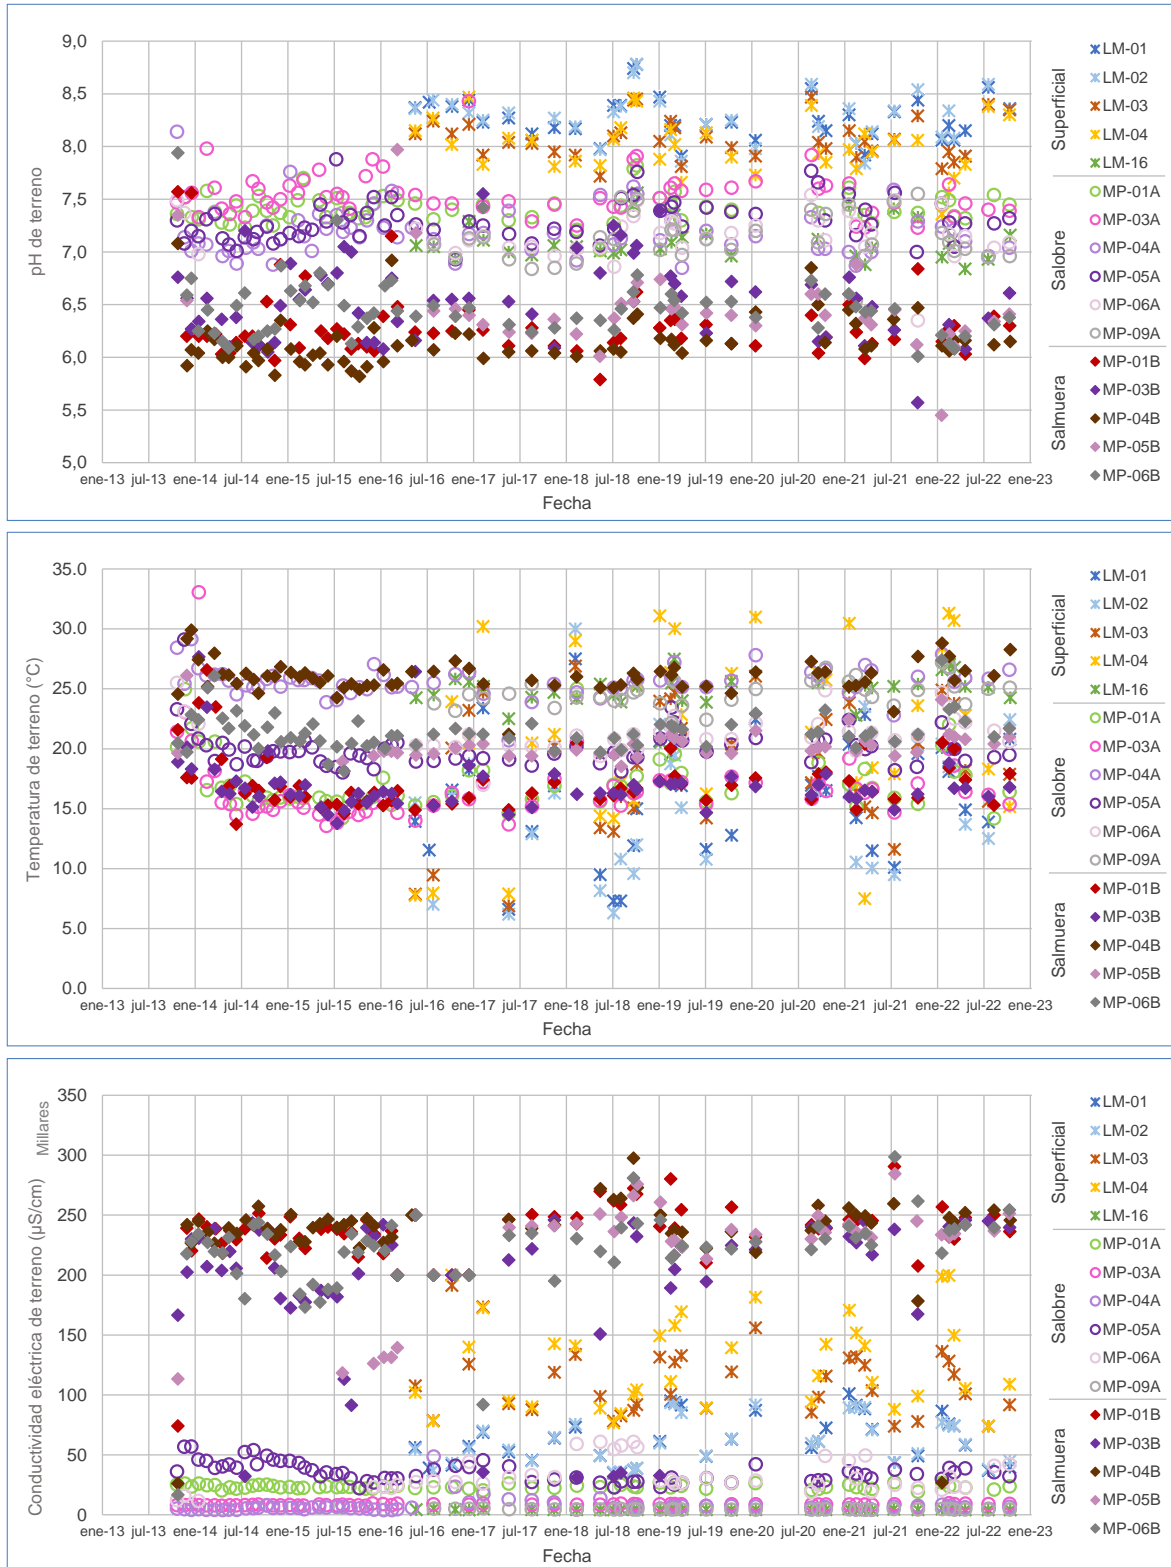 9,0
8,5
8,0
7,5
7,0
6,5
6,0
5,5
5,0
pH de terreno
ene-13 jul-13 ene-14 jul-14 ene-15 jul-15 ene-16 jul-16 ene-17 jul-17 ene-18 jul-18 ene-19 jul-19 ene-20 jul-20 ene-21 jul-21 ene-22 jul-22 ene-23
Fecha
Superficial
LM-01
LM-02
LM-03
LM-04
LM-16
Salobre
MP-01A
MP-03A
MP-04A
MP-05A
MP-06A
MP-09A
Salmuera
MP-01B
MP-03B
MP-04B
MP-05B
MP-06B
35.0
30.0
25.0
20.0
15.0
10.0
5.0
0.0
Temperatura de terreno (°C)
ene-13 jul-13 ene-14 jul-14 ene-15 jul-15 ene-16 jul-16 ene-17 jul-17 ene-18 jul-18 ene-19 jul-19 ene-20 jul-20 ene-21 jul-21 ene-22 jul-22 ene-23
Fecha
Superficial
LM-01
LM-02
LM-03
LM-04
LM-16
Salobre
MP-01A
MP-03A
MP-04A
MP-05A
MP-06A
MP-09A
Salmuera
MP-01B
MP-03B
MP-04B
MP-05B
MP-06B
350
300
250
200
150
100
50
0
Millares
Conductividad eléctrica de terreno (µS/cm)
ene-13 jul-13 ene-14 jul-14 ene-15 jul-15 ene-16 jul-16 ene-17 jul-17 ene-18 jul-18 ene-19 jul-19 ene-20 jul-20 ene-21 jul-21 ene-22 jul-22 ene-23
Fecha
Superficial
LM-01
LM-02
LM-03
LM-04
LM-16
Salobre
MP-01A
MP-03A
MP-04A
MP-05A
MP-06A
MP-09A
Salmuera
MP-01B
MP-03B
MP-04B
MP-05B
MP-06B